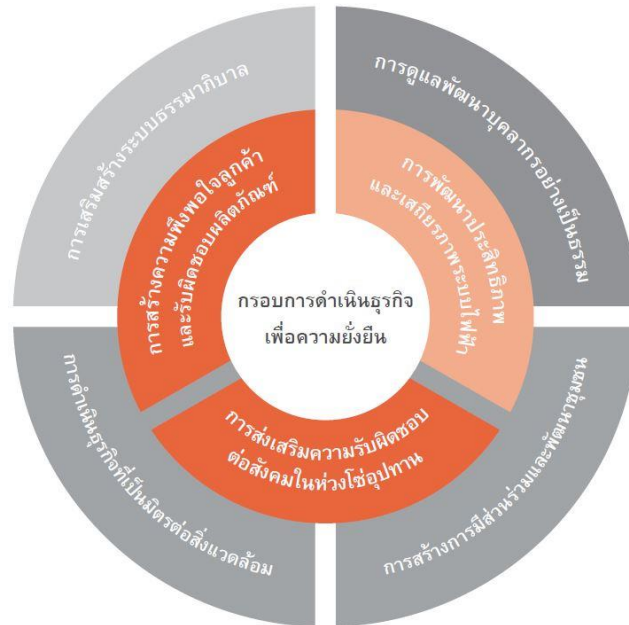 การเสริมสร้างระบบธรรมาภิบาล
การดูแลพัฒนาบุคลากรอย่างเป็นธรรม
การสร้างความพึงพอใจลูกค้า
และรับผิดชอบผลิตภัณฑ์
การพัฒนาประสิทธิภาพ
และเสถียรภาพระบบไฟฟ้า
กรอบการดำเนินธุรกิจ
เพื่อความยั่งยืน
การส่งเสริมความรับผิดชอบ
ต่อสังคมในห่วงโซ่อุปทาน
การดำเนินธุรกิจที่เป็นมิตรต่อสิ่งแวดล้อม
การสร้างการมีส่วนร่วมและพัฒนาชุมชน